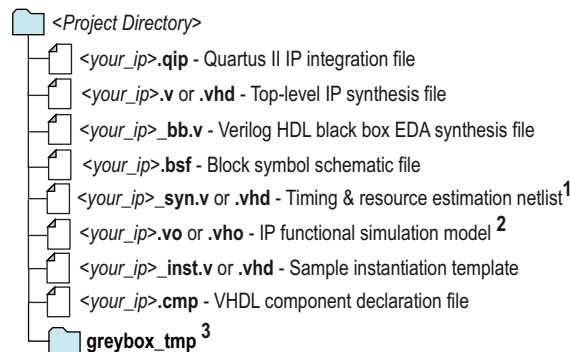 <Project Directory>
<your_ip>.qip - Quartus II IP integration file
<your_ip>.v or .vhd - Top-level IP synthesis file
<your_ip>_bb.v - Verilog HDL black box EDA synthesis file
<your_ip>.bsf - Block symbol schematic file
<your_ip>_syn.v or .vhd - Timing & resource estimation netlist1
<your_ip>.vo or .vho - IP functional simulation model 2
<your_ip>_inst.v or .vhd - Sample instantiation template
<your_ip>.cmp - VHDL component declaration file
greybox_tmp 3